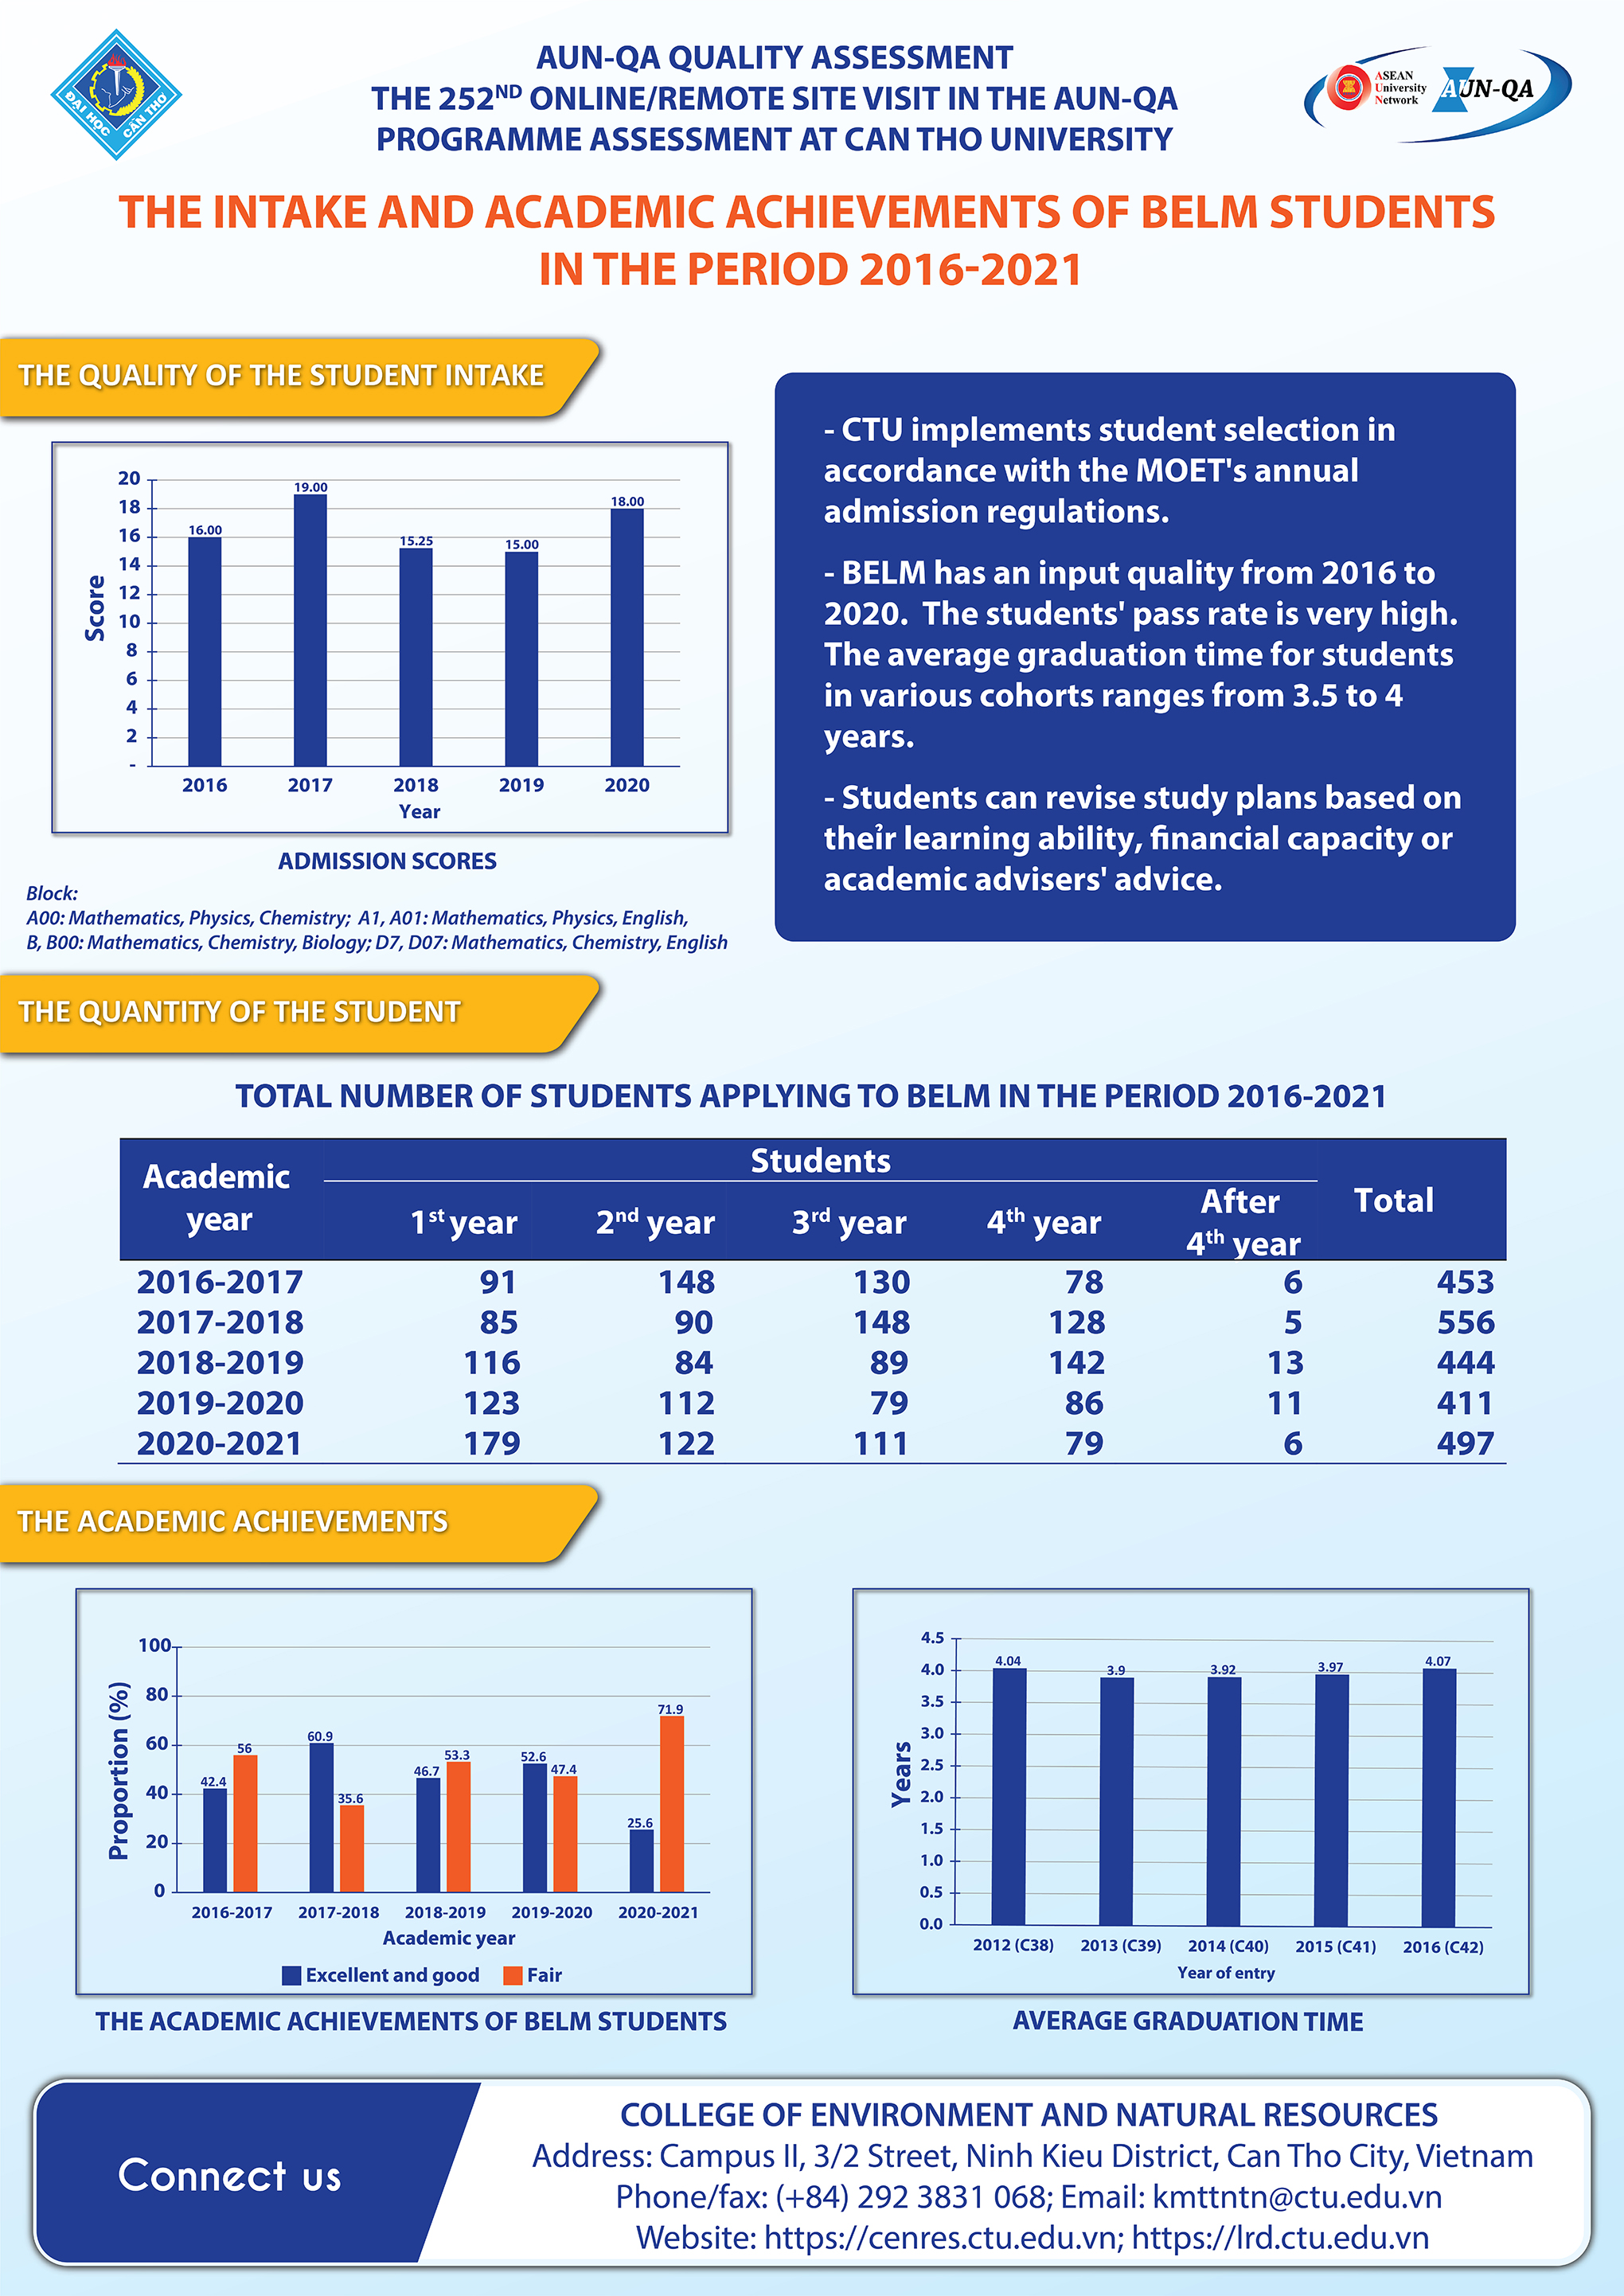 ĐẠI HỌC CẦN THƠ
AUN-QA QUALITY ASSESSMENT
THE 252ND ONLINE/REMOTE SITE VISIT IN THE AUN-QA
PROGRAMME ASSESSMENT AT CAN THO UNIVERSITY
ASEAN
University
Network
AUN-QA
THE INTAKE AND ACADEMIC ACHIEVEMENTS OF BELM STUDENTS
IN THE PERIOD 2016-2021
THE QUALITY OF THE STUDENT INTAKE
20
18
16
14
12
10
8
6
4
2
-
Score
16.00
19.00
15.25
15.00
18.00
2016 2017 2018 2019 2020
Year
ADMISSION SCORES
Block:
A00: Mathematics, Physics, Chemistry; A1, A01: Mathematics, Physics, English,
B, B00: Mathematics, Chemistry, Biology; D7, D07: Mathematics, Chemistry, English
- CTU implements student selection in
accordance with the MOET's annual
admission regulations.
- BELM has an input quality from 2016 to
2020. The students' pass rate is very high.
The average graduation time for students
in various cohorts ranges from 3.5 to 4
years.
- Students can revise study plans based on
theỉr learning ability, financial capacity or
academic advisers' advice.
THE QUANTITY OF THE STUDENT
TOTAL NUMBER OF STUDENTS APPLYING TO BELM IN THE PERIOD 2016-2021
Academic year
Students
1st year 2nd year 3rd year 4th year After 4th year
Total
2016-2017 91 148 130 78 6 453
2017-2018 85 90 148 128 5 556
2018-2019 116 84 89 142 13 444
2019-2020 123 112 79 86 11 411
2020-2021 179 122 111 79 6 497
THE ACADEMIC ACHIEVEMENTS
100
80
60
40
20
0
Proportion (%)
42.4 56
60.9 35.6
46.7 53.3
52.6 47.4
25.6 71.9
2016-2017 2017-2018 2018-2019 2019-2020 2020-2021
Academic year
Excellent and good Fair
THE ACADEMIC ACHIEVEMENTS OF BELM STUDENTS
4.5
4.0
3.5
3.0
2.5
2.0
1.5
1.0
0.5
0.0
Years
4.04 3.9 3.92 3.97 4.07
2012 (C38) 2013 (C39) 2014 (C40) 2015 (C41) 2016 (C42)
Year of entry
AVERAGE GRADUATION TIME
Connect us
COLLEGE OF ENVIRONMENT AND NATURAL RESOURCES
Address: Campus II, 3/2 Street, Ninh Kieu District, Can Tho City, Vietnam
Phone/fax: (+84) 292 3831 068; Email: kmttntn@ctu.edu.vn
Website: https://cenres.ctu.edu.vn; https://lrd.ctu.edu.vn